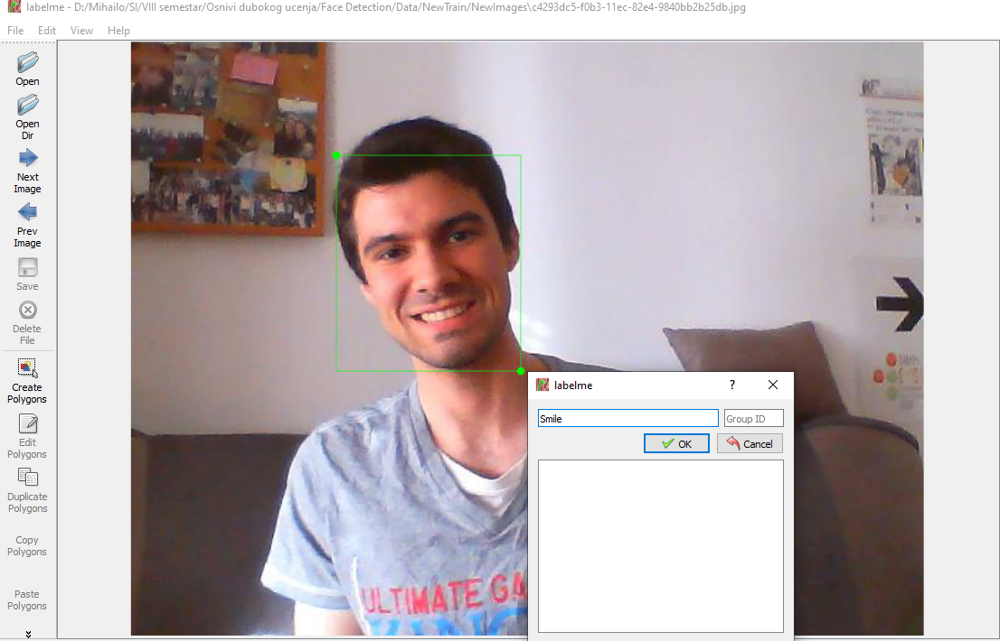 labelme - D:/Mihailo/SI/VIII semestar/Osnivi dubokog ucenja/Face Detection/Data/NewTrain/NewImages\c4293dc5-f0b3-11ec-82e4-9840bb2b25db.jpg
File Edit View Help
Open
Open
Dir
Next
Image
Prev
Image
Save
Delete
File
Create
Polygons
Edit
Polygons
Duplicate
Polygons
Copy
Polygons
Paste
Polygons
labelme ? 
Smile Group ID
OK Cancel
ULTIMATE GA
KING